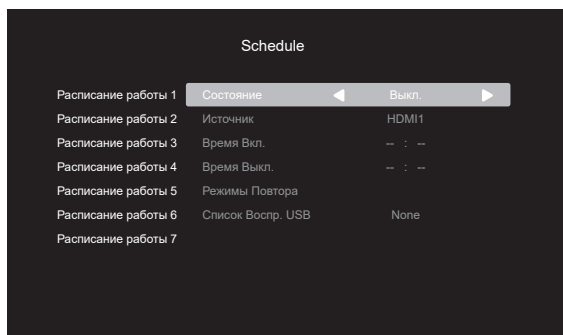 Schedule
Расписание работы 1 Состояние Выкл.
Расписание работы 2 Источник HDMI1
Расписание работы 3 Время Вкл. -- : --
Расписание работы 4 Время Выкл. -- : --
Расписание работы 5 Режимы Повтора
Расписание работы 6 Список Воспр. USB None
Расписание работы 7